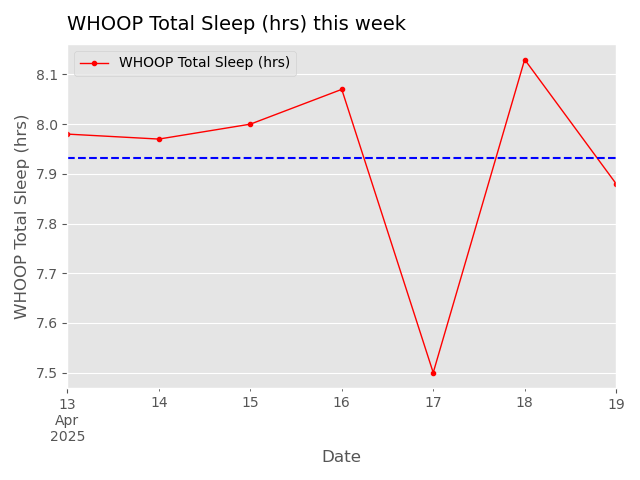 WHOOP Total Sleep (hrs) this week
WHOOP Total Sleep (hrs)
WHOOP Total Sleep (hrs)
8.1
8.0
7.9
7.8
7.7
7.6
7.5
13 14 15 16 17 18 19
Apr
2025
Date